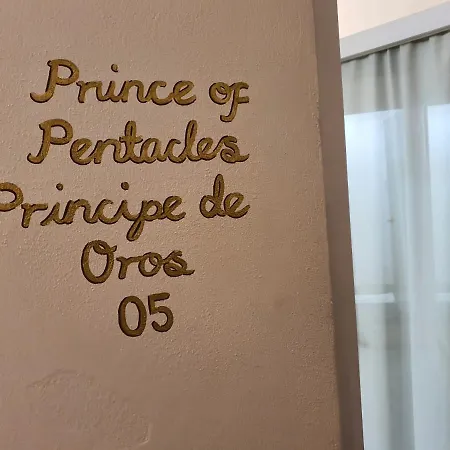 Prince of
Pentacles
Principe de
Oros
05